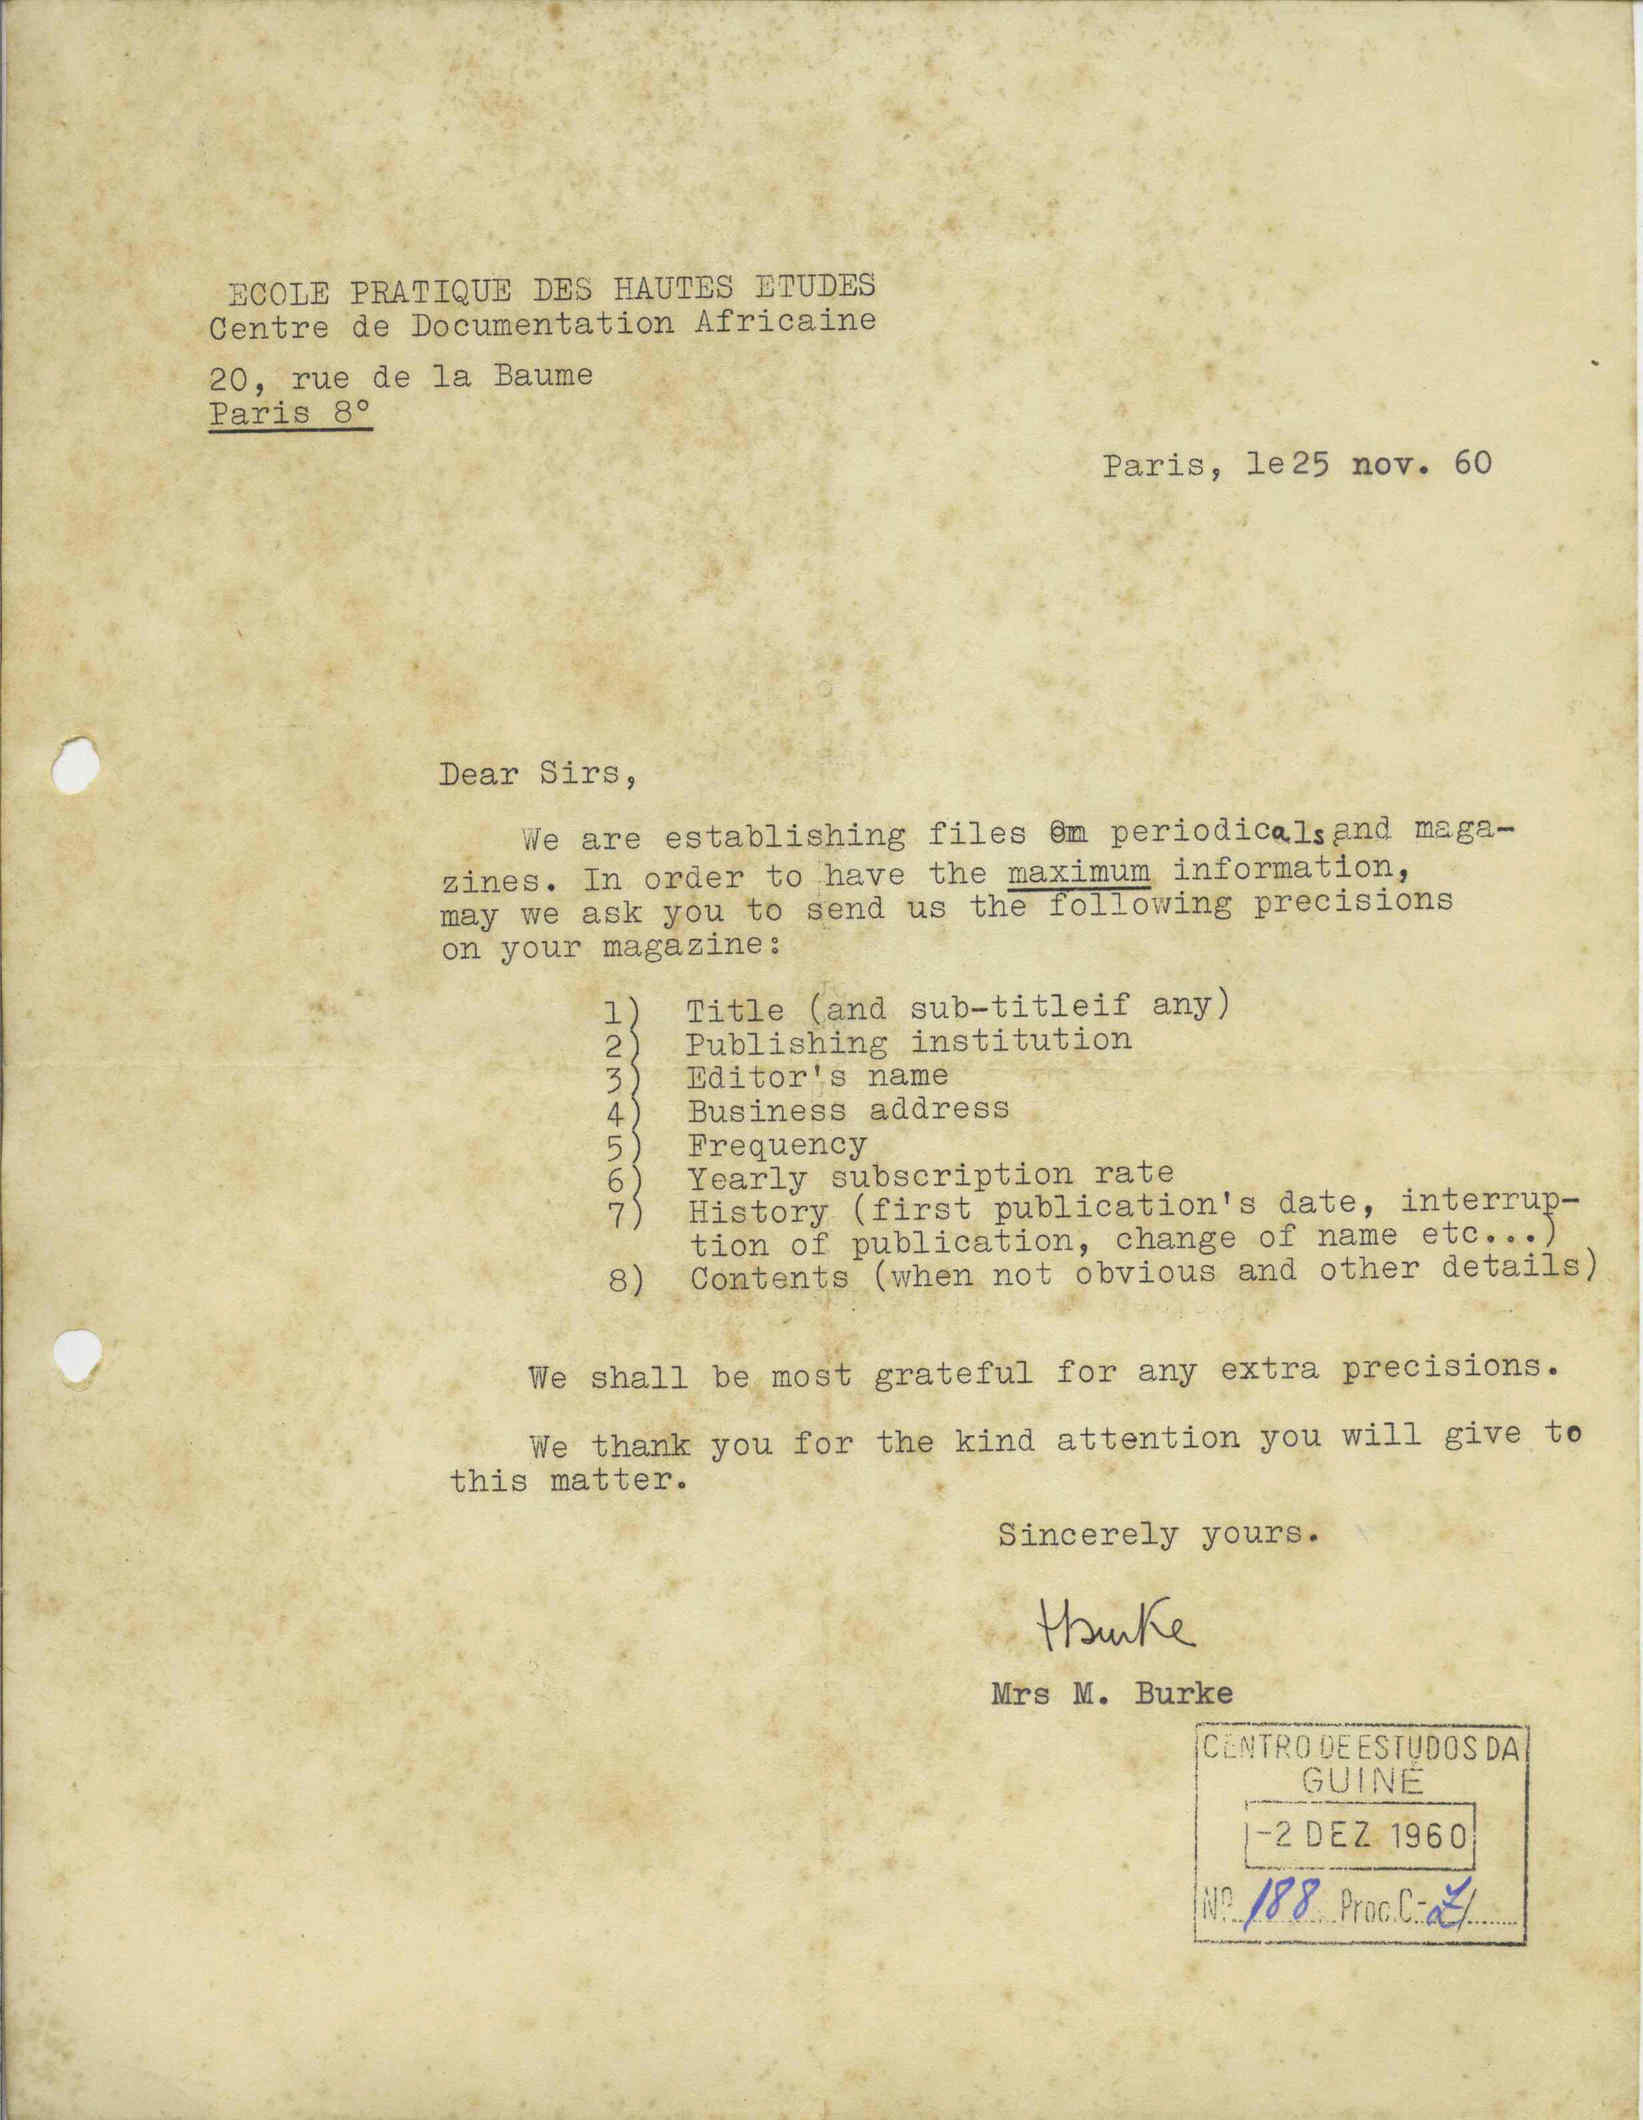 ECOLE PRATIQUE DES HAUTES ETUDES
Centre de Documentation Africaine
20, rue de la Baume
Paris 8°
Paris, le 25 nov. 60
Dear Sirs,
We are establishing files on periodicals and maga-
zines. In order to have the maximum information,
may we ask you to send us the following precisions
on your magazine:
1) Title (and sub-titleif any)
2) Publishing institution
3) Editor's name
4) Business address
5) Frequency
6) Yearly subscription rate
7) History (first publication's date, interrup-
tion of publication, change of name etc...)
8) Contents (when not obvious and other details)
We shall be most grateful for any extra precisions.
We thank you for the kind attention you will give to
this matter.
Sincerely yours.
Burke
Mrs M. Burke
CENTRO DE ESTUDOS DA
GUINÉ
-2 DEZ 1960
Nº 188 Proc. C-